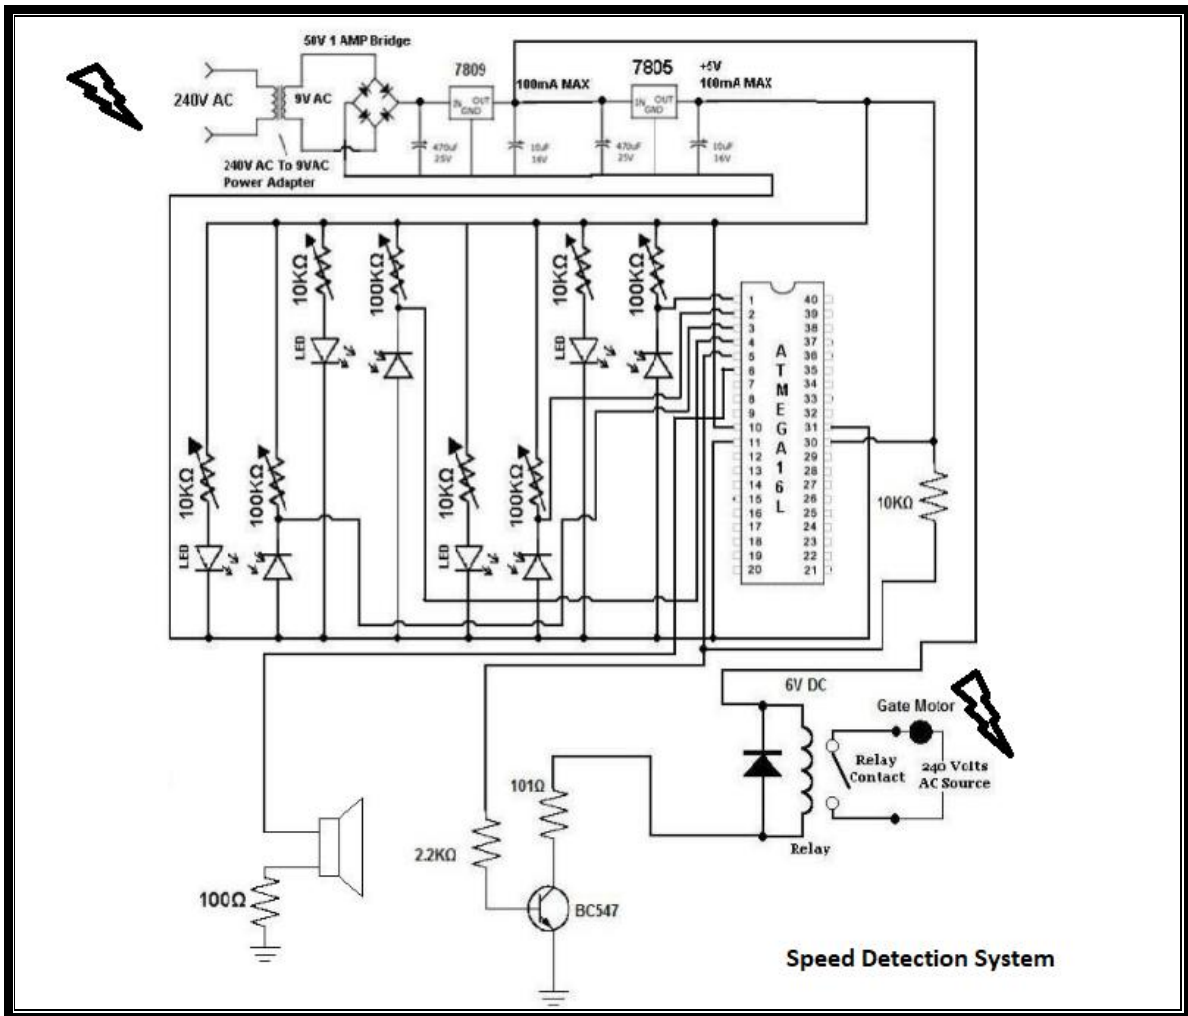 50V 1 AMP Bridge
240V AC
9V AC
240V AC To 9VAC
Power Adapter
7809
IN OUT
GND
100mA MAX
7805
IN OUT
GND
+5V
100mA MAX
470uF
25V
10uF
16V
470uF
25V
10uF
16V
10KΩ
100KΩ
10KΩ
100KΩ
LED
LED
10KΩ
100KΩ
10KΩ
100KΩ
LED
LED
ATMEGA16L
1 40
2 39
3 38
4 37
5 36
6 35
7 34
8 33
9 32
10 31
11 30
12 29
13 28
14 27
15 26
16 25
17 24
18 23
19 22
20 21
10KΩ
6V DC
Gate Motor
Relay
Contact
240 Volts
AC Source
Relay
101Ω
2.2KΩ
BC547
100Ω
Speed Detection System